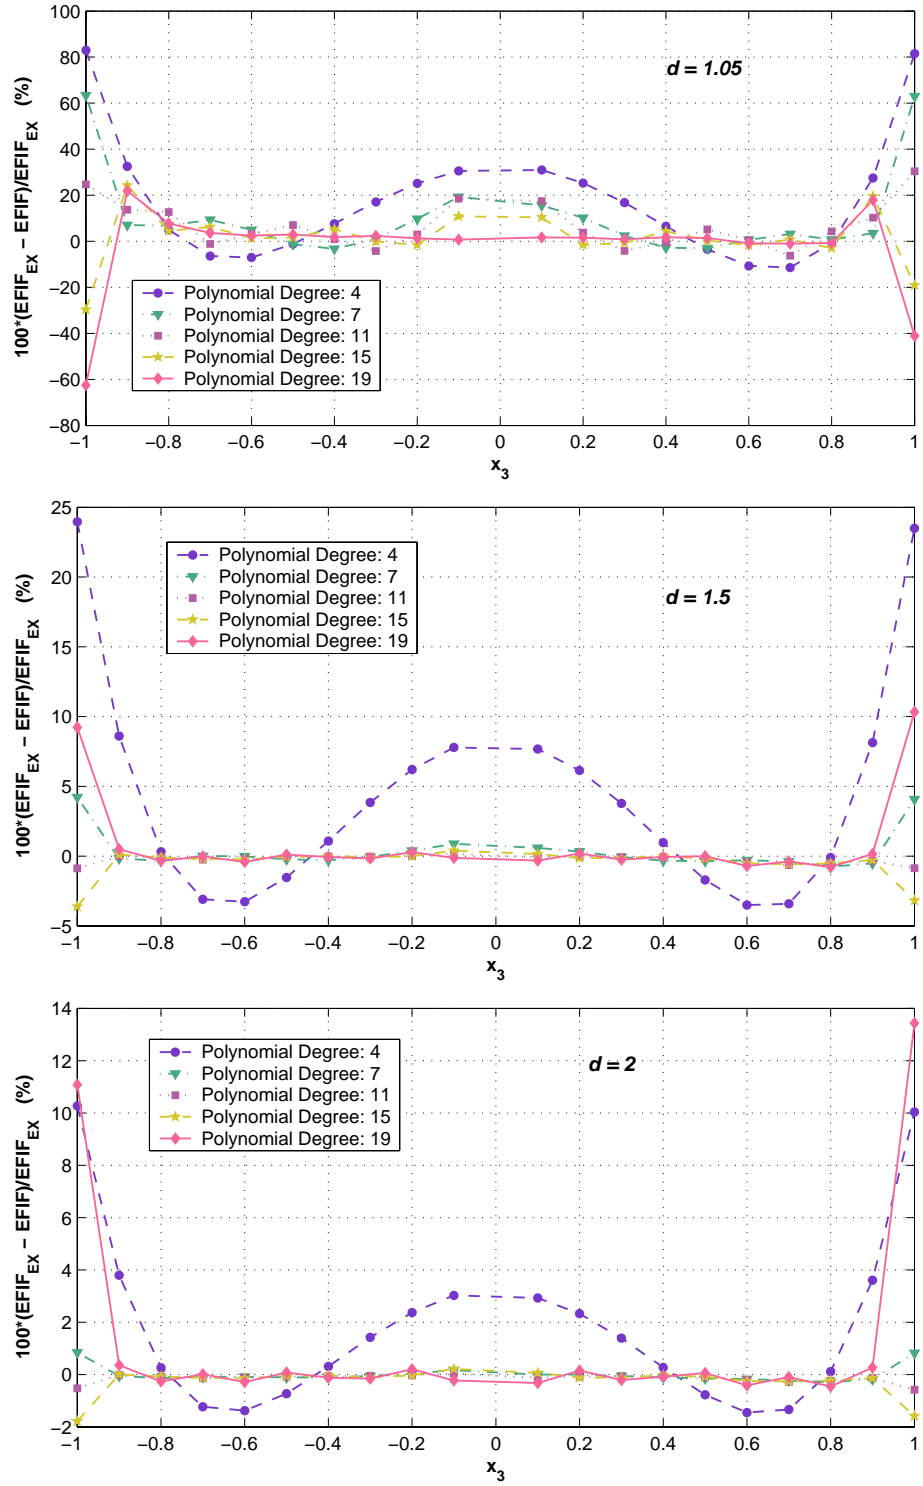 100
80
60
40
20
0
−20
−40
−60
−80
100*(EFIF_EX − EFIF)/EFIF_EX (%)
d = 1.05
Polynomial Degree: 4
Polynomial Degree: 7
Polynomial Degree: 11
Polynomial Degree: 15
Polynomial Degree: 19
−1 −0.8 −0.6 −0.4 −0.2 0 0.2 0.4 0.6 0.8 1
x_3
25
20
15
10
5
0
−5
100*(EFIF_EX − EFIF)/EFIF_EX (%)
Polynomial Degree: 4
Polynomial Degree: 7
Polynomial Degree: 11
Polynomial Degree: 15
Polynomial Degree: 19
d = 1.5
−1 −0.8 −0.6 −0.4 −0.2 0 0.2 0.4 0.6 0.8 1
x_3
14
12
10
8
6
4
2
0
−2
100*(EFIF_EX − EFIF)/EFIF_EX (%)
Polynomial Degree: 4
Polynomial Degree: 7
Polynomial Degree: 11
Polynomial Degree: 15
Polynomial Degree: 19
d = 2
−1 −0.8 −0.6 −0.4 −0.2 0 0.2 0.4 0.6 0.8 1
x_3